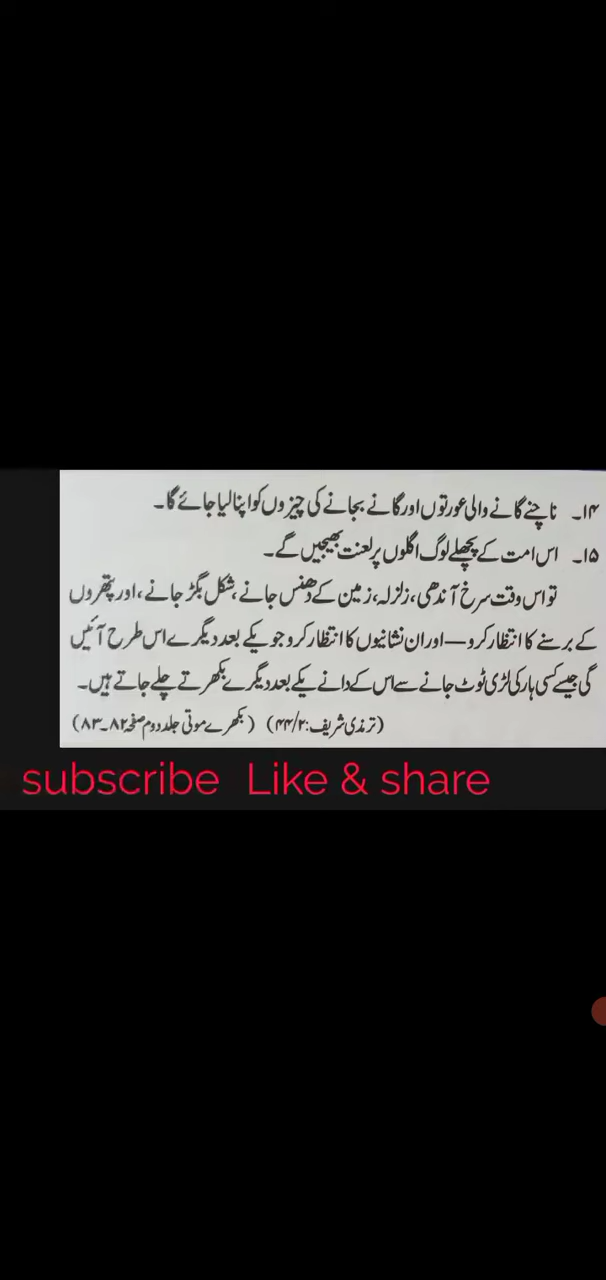 ۱۴۔ ناچنے گانے والی عورتوں اور گانے بجانے کی چیزوں کو اپنا لیا جائے گا۔
۱۵۔ اس امت کے پچھلے لوگ اگلوں پر لعنت بھیجیں گے۔
تو اس وقت سرخ آندھی، زلزلہ، زمین کے دھنس جانے، شکل بگڑ جانے، اور پتھروں
کے برسنے کا انتظار کرو — اور ان نشانیوں کا انتظار کرو جو یکے بعد دیگرے اس طرح آئیں
گی جیسے کسی ہار کی لڑی ٹوٹ جانے سے اس کے دانے یکے بعد دیگرے بکھرتے چلے جاتے ہیں۔
(ترمذی شریف: ۴۴/۲) (بکھرے موتی جلد دوم صفحہ ۸۲-۸۳)
subscribe Like & share